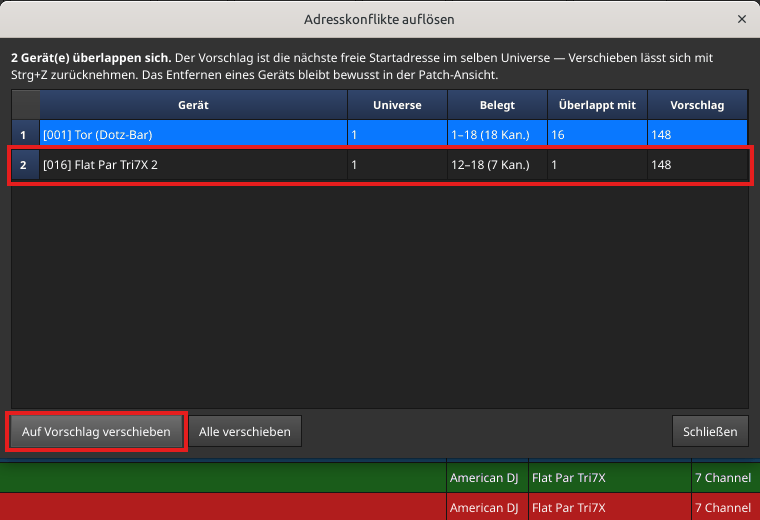 Adresskonflikte auflösen
2 Gerät(e) überlappen sich. Der Vorschlag ist die nächste freie Startadresse im selben Universe — Verschieben lässt sich mit
Strg+Z zurücknehmen. Das Entfernen eines Geräts bleibt bewusst in der Patch-Ansicht.
Gerät Universe Belegt Überlappt mit Vorschlag
1 [001] Tor (Dotz-Bar) 1 1–18 (18 Kan.) 16 148
2 [016] Flat Par Tri7X 2 1 12–18 (7 Kan.) 1 148
Auf Vorschlag verschieben Alle verschieben Schließen
American DJ Flat Par Tri7X 7 Channel
American DJ Flat Par Tri7X 7 Channel